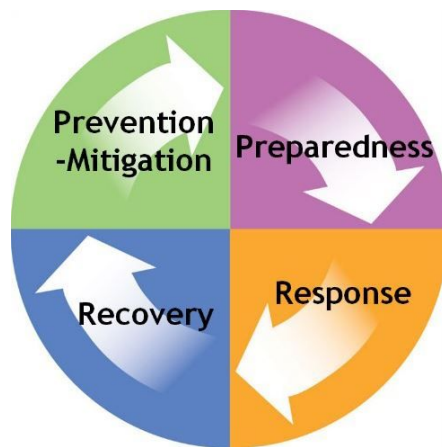 Prevention
-Mitigation
Preparedness
Response
Recovery